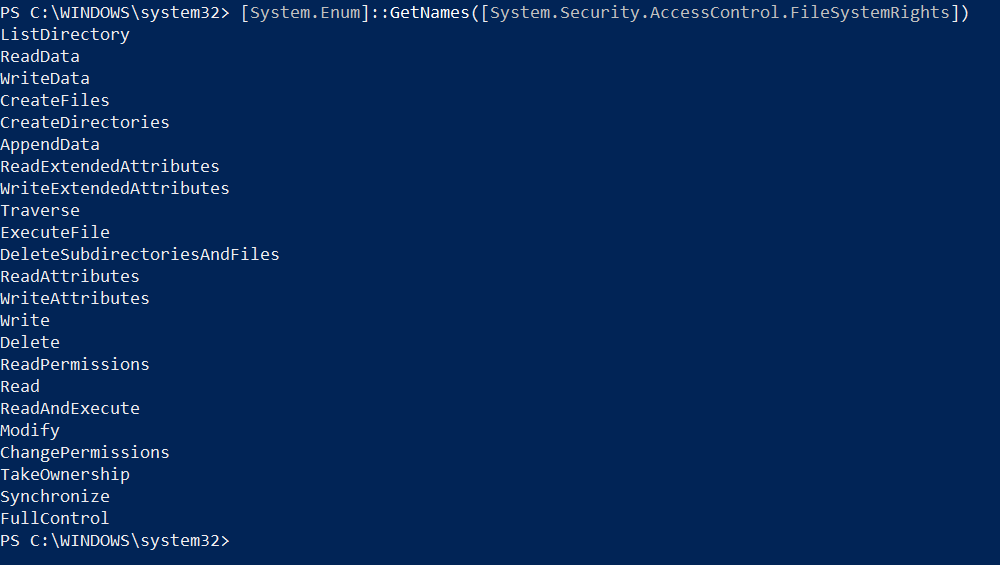 PS C:\WINDOWS\system32> [System.Enum]::GetNames([System.Security.AccessControl.FileSystemRights])
ListDirectory
ReadData
WriteData
CreateFiles
CreateDirectories
AppendData
ReadExtendedAttributes
WriteExtendedAttributes
Traverse
ExecuteFile
DeleteSubdirectoriesAndFiles
ReadAttributes
WriteAttributes
Write
Delete
ReadPermissions
Read
ReadAndExecute
Modify
ChangePermissions
TakeOwnership
Synchronize
FullControl
PS C:\WINDOWS\system32>